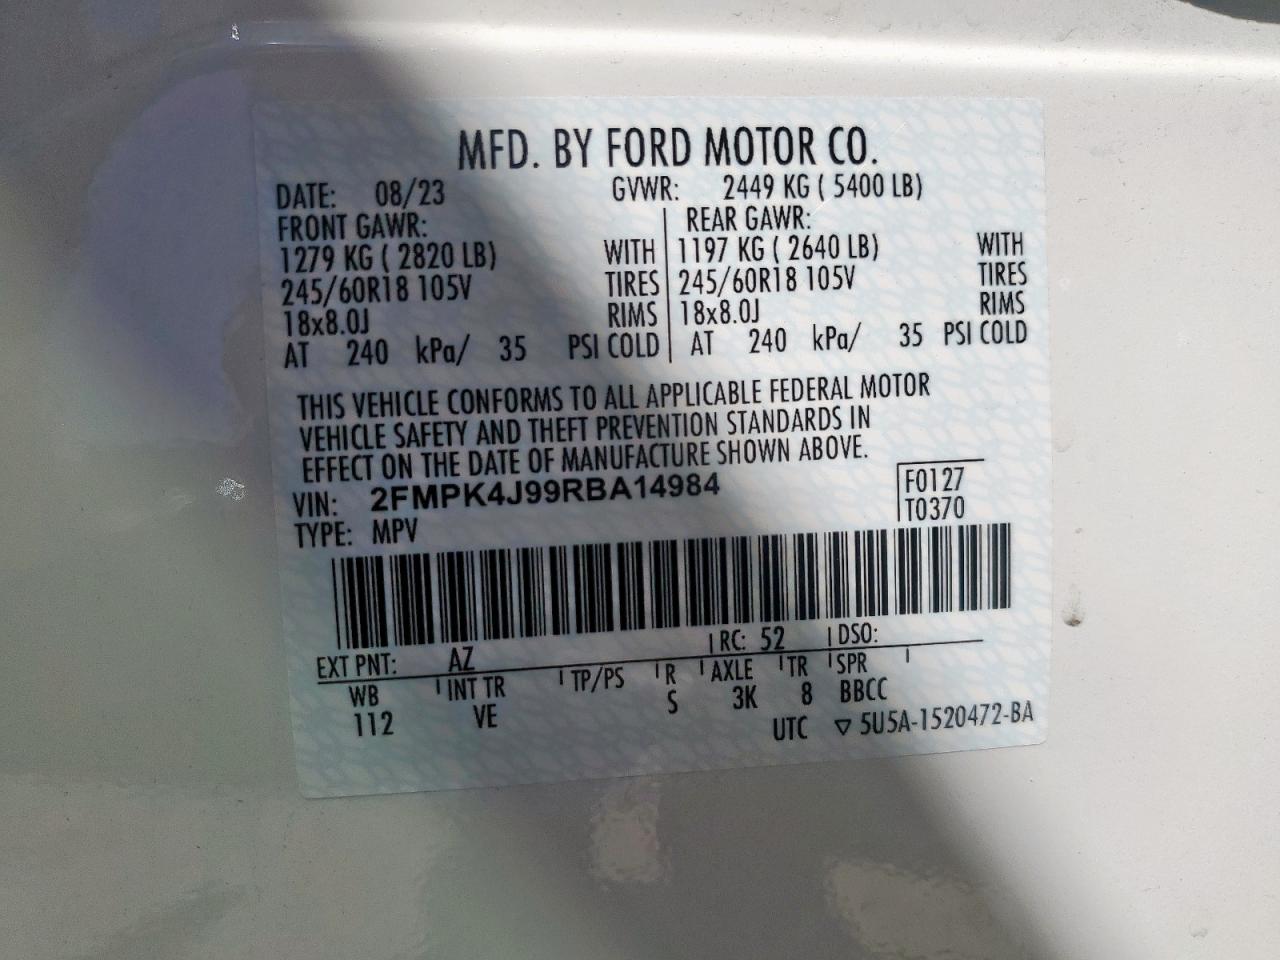 MFD. BY FORD MOTOR CO.
DATE: 08/23 GVWR: 2449 KG ( 5400 LB)
FRONT GAWR: REAR GAWR:
1279 KG ( 2820 LB) WITH 1197 KG ( 2640 LB) WITH
245/60R18 105V TIRES 245/60R18 105V TIRES
18x8.0J RIMS 18x8.0J RIMS
AT 240 kPa/ 35 PSI COLD AT 240 kPa/ 35 PSI COLD
THIS VEHICLE CONFORMS TO ALL APPLICABLE FEDERAL MOTOR
VEHICLE SAFETY AND THEFT PREVENTION STANDARDS IN
EFFECT ON THE DATE OF MANUFACTURE SHOWN ABOVE.
VIN: 2FMPK4J99RBA14984 F0127
TYPE: MPV T0370
EXT PNT: AZ RC: 52 DSO:
WB INT TR TP/PS R AXLE TR SPR
112 VE S 3K 8 BBCC
UTC ▽ 5U5A-1520472-BA